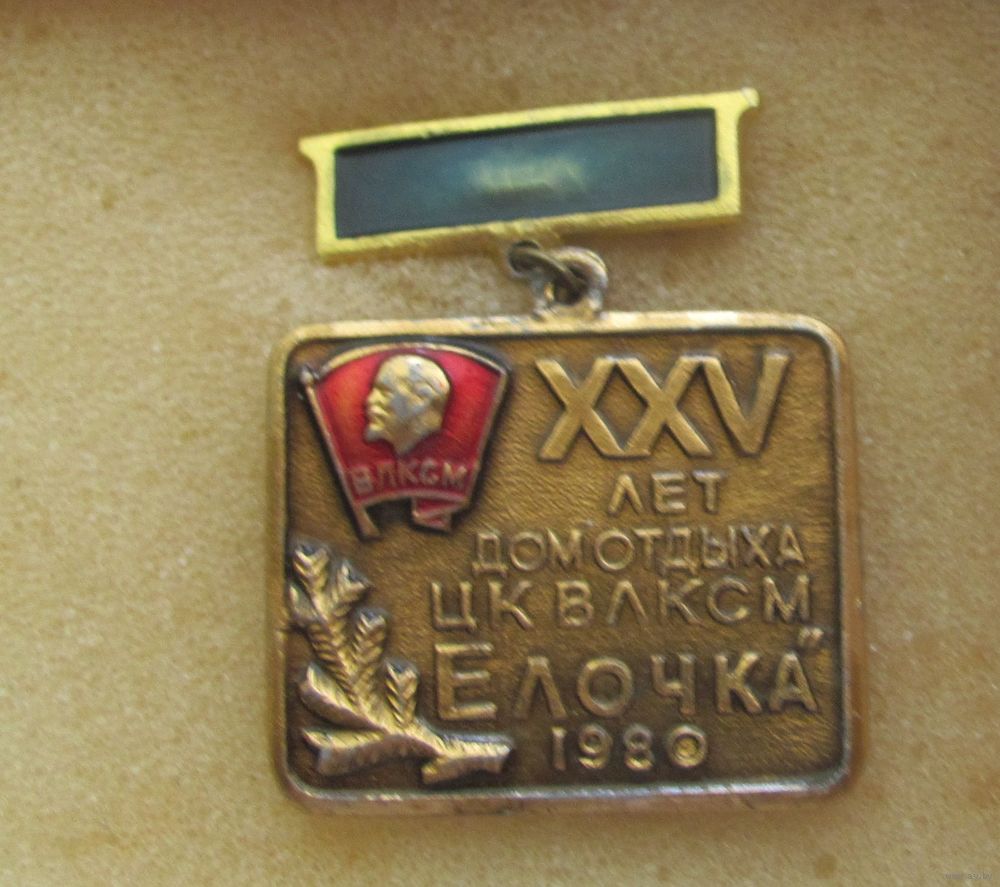 ВЛКСМ
XXV
ЛЕТ
ДОМ ОТДЫХА
ЦК ВЛКСМ
ЕЛОЧКА"
1980